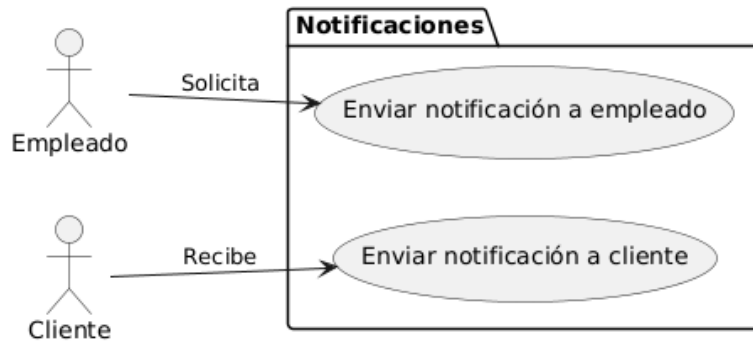 Notificaciones
Solicita
Enviar notificación a empleado
Empleado
Recibe
Enviar notificación a cliente
Cliente